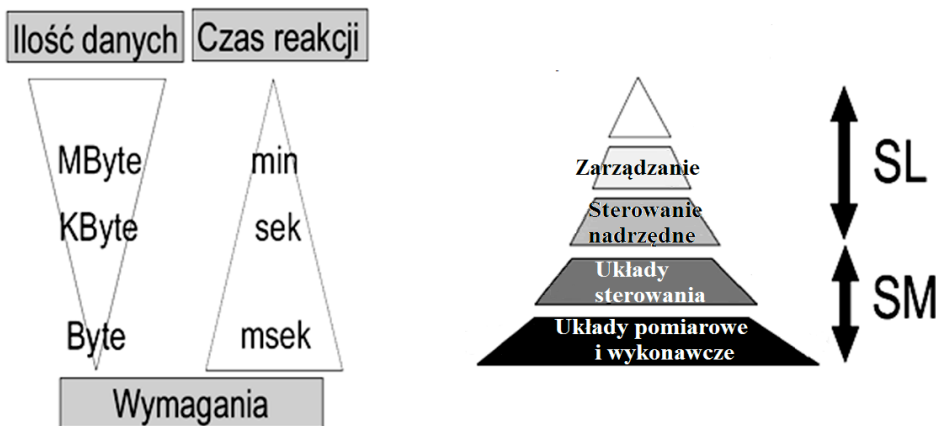 Ilość danych
Czas reakcji
MByte
KByte
Byte
min
sek
msek
Wymagania
Zarządzanie
Sterowanie
nadrzędne
Układy
sterowania
Układy pomiarowe
i wykonawcze
SL
SM